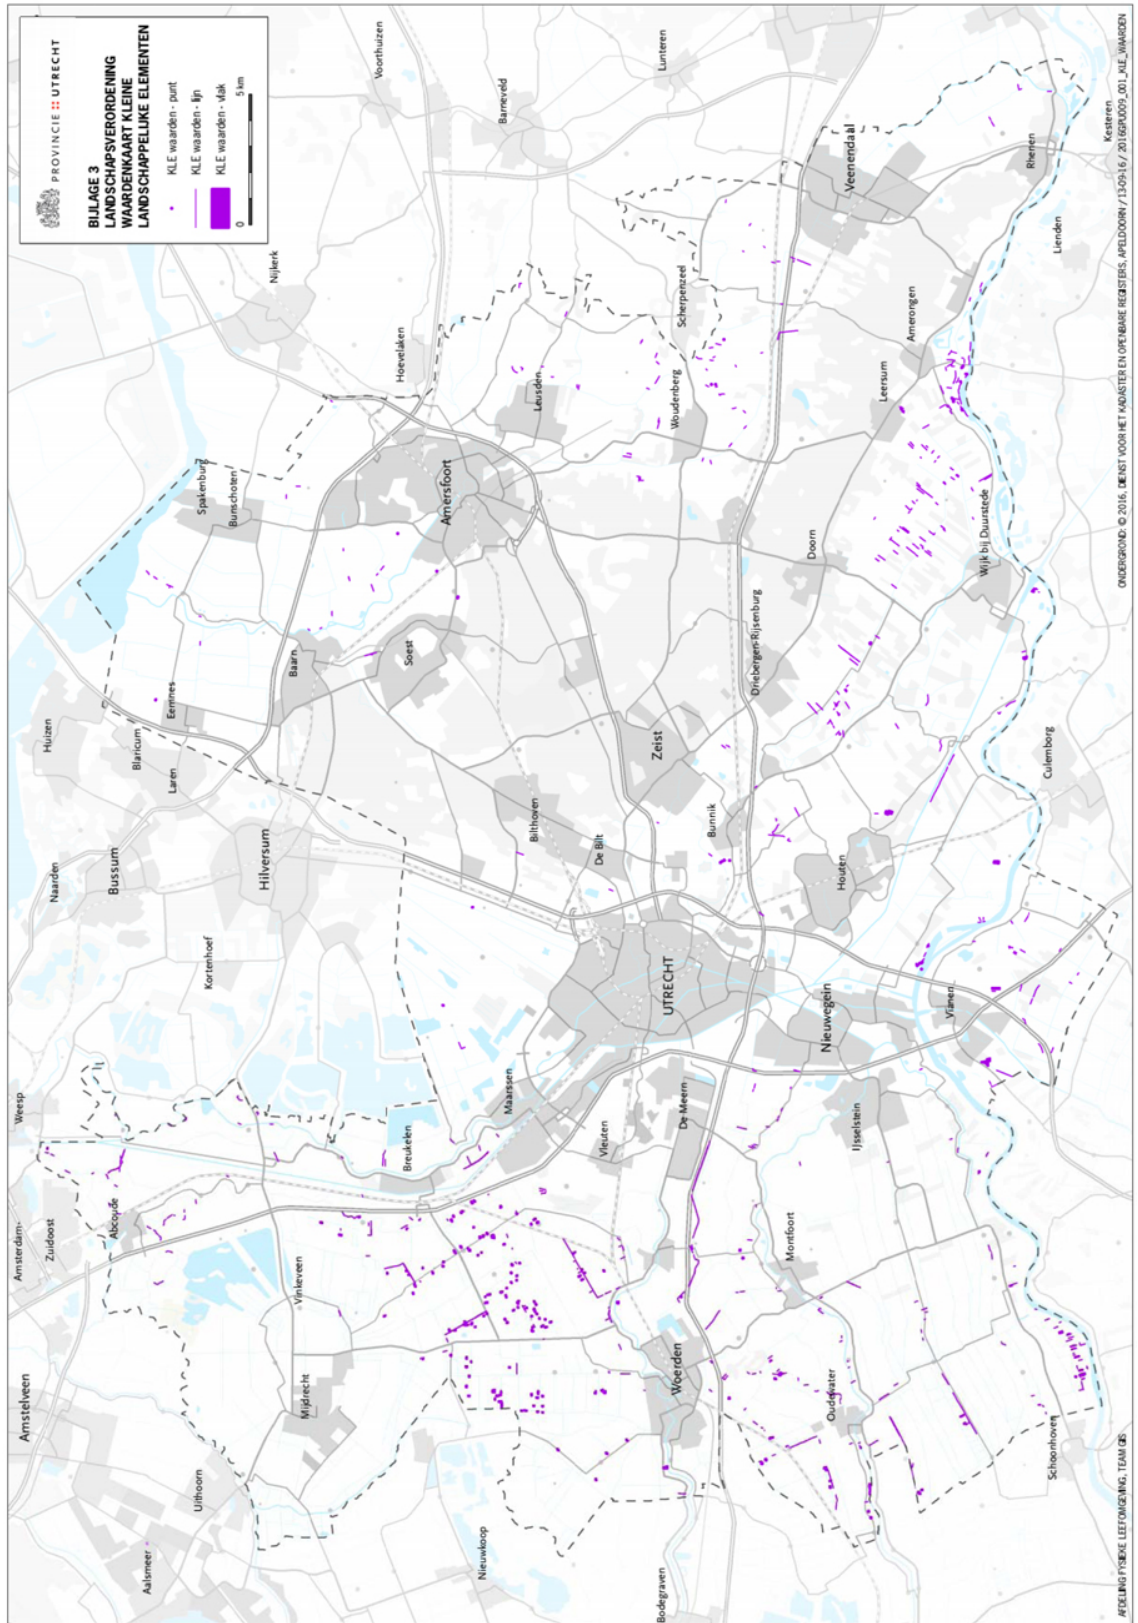 PROVINCIE :: UTRECHT
BIJLAGE 3
LANDSCHAPSVERORDENING
WAARDENKAART KLEINE
LANDSCHAPPELIJKE ELEMENTEN
KLE waarden - punt
KLE waarden - lijn
KLE waarden - vlak
0
5 km
Amstelveen
Amsterdam-
Zuidoost
Weesp
Naarden
Huizen
Bussum
Blaricum
Laren
Eemnes
Spakenburg
Bunschoten
Nijkerk
Voorthuizen
Aalsmeer
Uithoorn
Abcoude
Kortenhoef
Hilversum
Baarn
Hoevelaken
Barneveld
Lunteren
Mijdrecht
Vinkeveen
Breukelen
Soest
Amersfoort
Leusden
Nieuwkoop
Maarssen
Bilthoven
De Bilt
Zeist
Woudenberg
Scherpenzeel
Veenendaal
Bodegraven
Woerden
Vleuten
De Meern
UTRECHT
Bunnik
Driebergen-Rijsenburg
Doorn
Leersum
Amerongen
Rhenen
Lienden
Kesteren
Oudewater
Montfoort
IJsselstein
Nieuwegein
Houten
Wijk bij Duurstede
Schoonhoven
Vianen
Culemborg
AFDELING FYSIEKE LEEFOMGEVING, TEAM GIS
ONDERGROND: © 2016, DIENST VOOR HET KADASTER EN OPENBARE REGISTERS, APELDOORN / 13-09-16 / 2016GPU009_001_KLE_WAARDEN